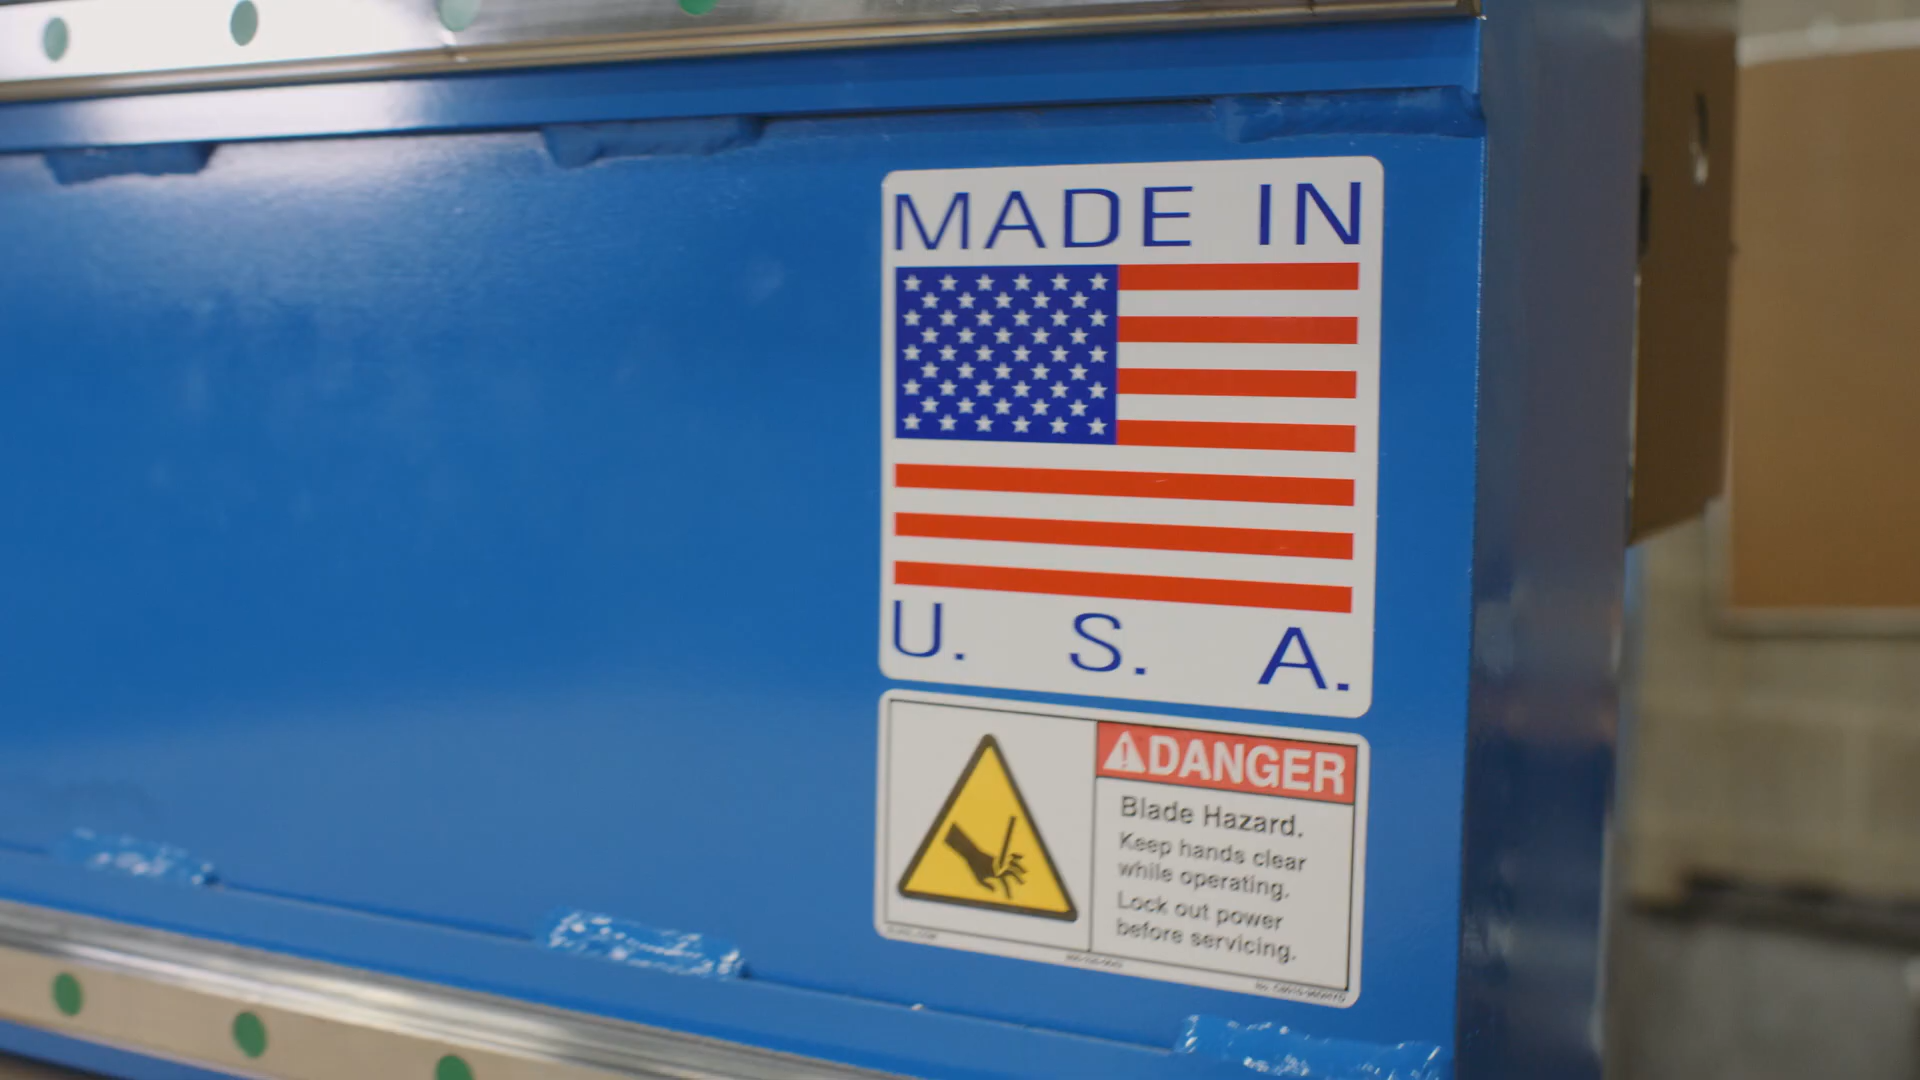 MADE IN
U. S. A.
DANGER
Blade Hazard.
Keep hands clear
while operating.
Lock out power
before servicing.